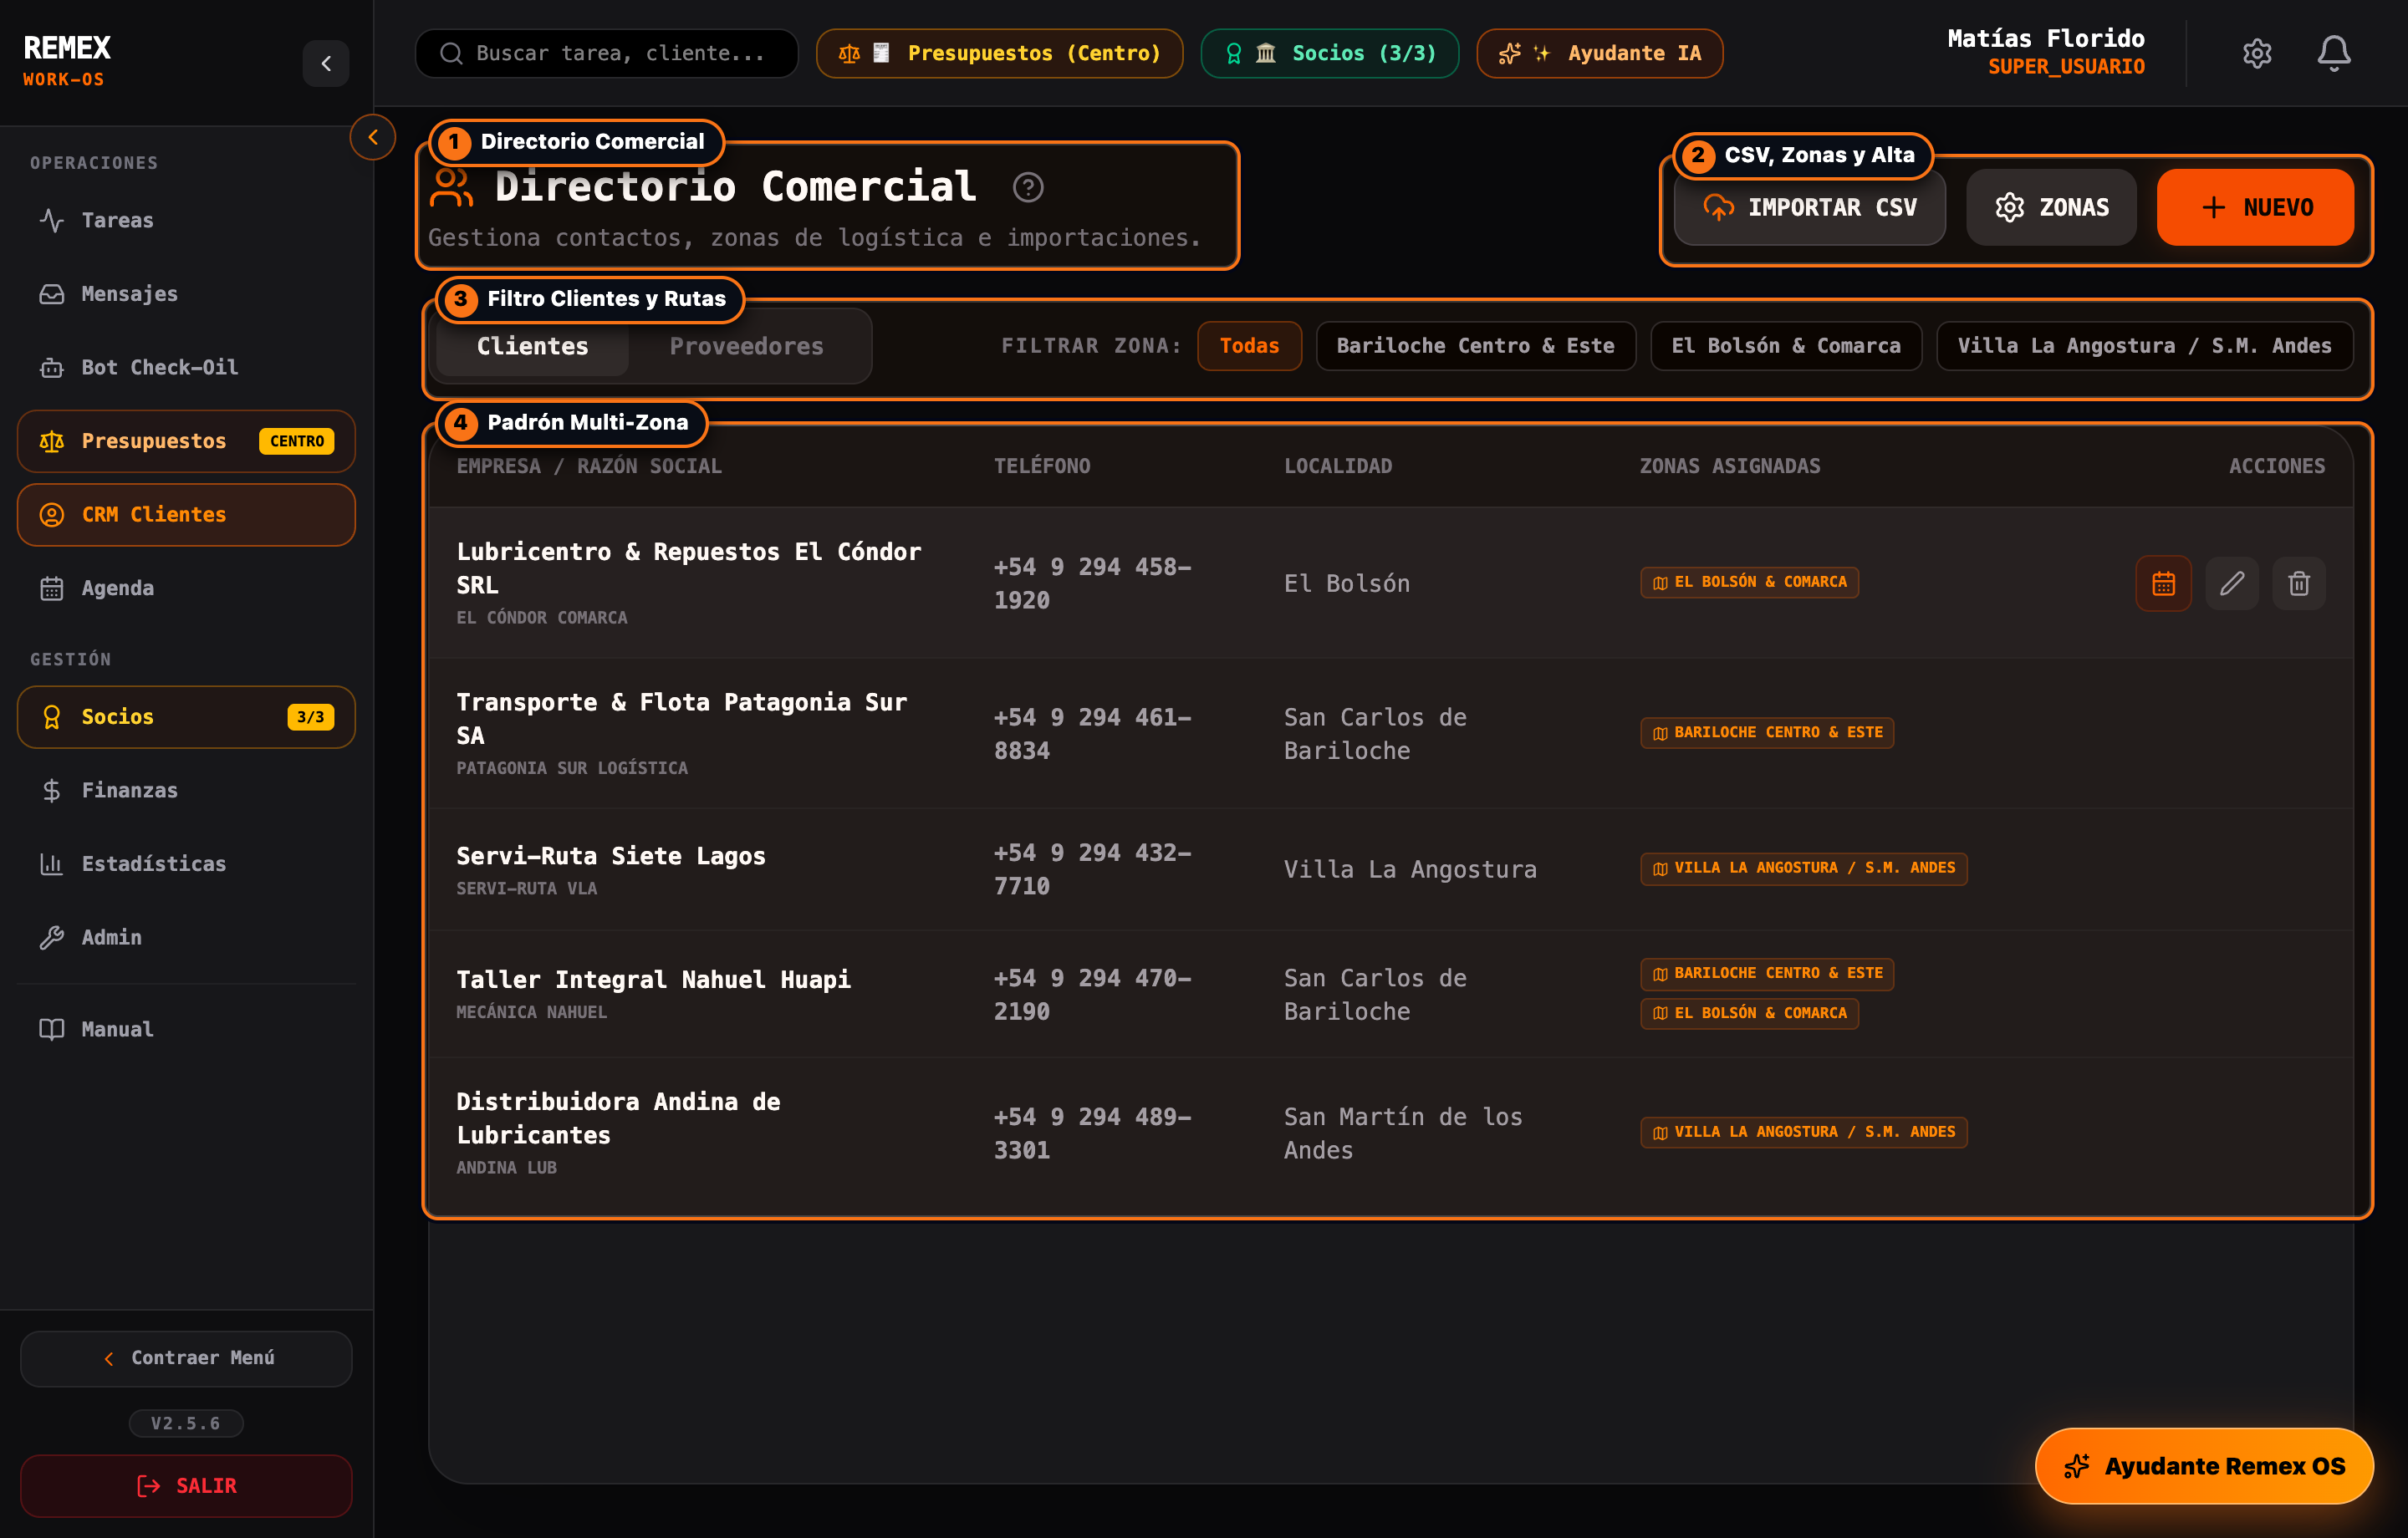 REMEX
WORK-OS
Buscar tarea, cliente...
Presupuestos (Centro)
Socios (3/3)
Ayudante IA
Matías Florido
SUPER_USUARIO
OPERACIONES
Tareas
Mensajes
Bot Check-Oil
Presupuestos CENTRO
CRM Clientes
Agenda
GESTIÓN
Socios 3/3
Finanzas
Estadísticas
Admin
Manual
Contraer Menú
V2.5.6
SALIR
1 Directorio Comercial
Directorio Comercial ?
Gestiona contactos, zonas de logística e importaciones.
2 CSV, Zonas y Alta
IMPORTAR CSV
ZONAS
+ NUEVO
3 Filtro Clientes y Rutas
Clientes
Proveedores
FILTRAR ZONA:
Todas
Bariloche Centro & Este
El Bolsón & Comarca
Villa La Angostura / S.M. Andes
4 Padrón Multi-Zona
EMPRESA / RAZÓN SOCIAL
TELÉFONO
LOCALIDAD
ZONAS ASIGNADAS
ACCIONES
Lubricentro & Repuestos El Cóndor
SRL
EL CÓNDOR COMARCA
+54 9 294 458-
1920
El Bolsón
EL BOLSÓN & COMARCA
Transporte & Flota Patagonia Sur
SA
PATAGONIA SUR LOGÍSTICA
+54 9 294 461-
8834
San Carlos de
Bariloche
BARILOCHE CENTRO & ESTE
Servi-Ruta Siete Lagos
SERVI-RUTA VLA
+54 9 294 432-
7710
Villa La Angostura
VILLA LA ANGOSTURA / S.M. ANDES
Taller Integral Nahuel Huapi
MECÁNICA NAHUEL
+54 9 294 470-
2190
San Carlos de
Bariloche
BARILOCHE CENTRO & ESTE
EL BOLSÓN & COMARCA
Distribuidora Andina de
Lubricantes
ANDINA LUB
+54 9 294 489-
3301
San Martín de los
Andes
VILLA LA ANGOSTURA / S.M. ANDES
Ayudante Remex OS